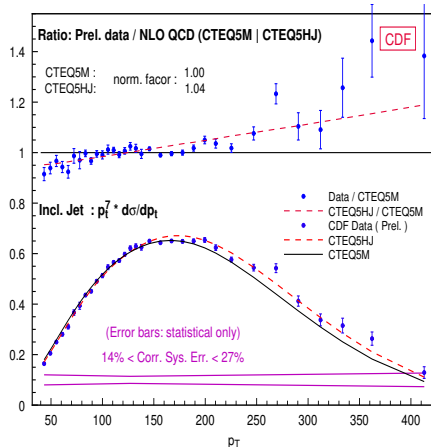 1.4
Ratio: Prel. data / NLO QCD (CTEQ5M | CTEQ5HJ)
CDF
CTEQ5M : 1.00
norm. facor :
CTEQ5HJ: 1.04
1.2
1
0.8
Incl. Jet : p_t^7 * dσ/dp_t
Data / CTEQ5M
CTEQ5HJ / CTEQ5M
CDF Data ( Prel. )
CTEQ5HJ
CTEQ5M
0.6
0.4
(Error bars: statistical only)
14% < Corr. Sys. Err. < 27%
0.2
0
50 100 150 200 250 300 350 400
p_T